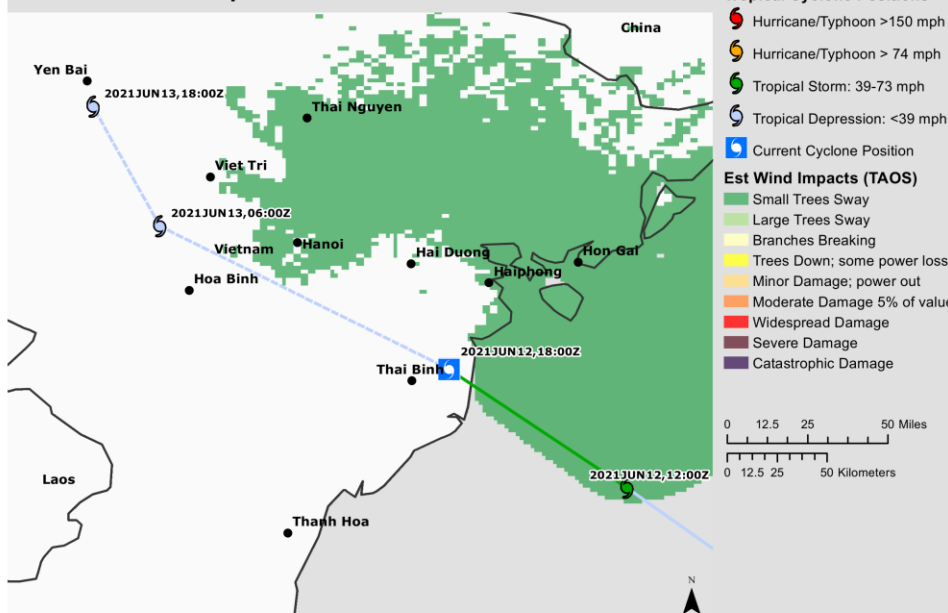 China
Yen Bai
2021JUN13,18:00Z
Thai Nguyen
Viet Tri
2021JUN13,06:00Z
Vietnam
Hanoi
Hai Duong
Hon Gai
Haiphong
Hoa Binh
2021JUN12,18:00Z
Thai Binh
2021JUN12,12:00Z
Laos
Thanh Hoa
N
Hurricane/Typhoon >150 mph
Hurricane/Typhoon > 74 mph
Tropical Storm: 39-73 mph
Tropical Depression: <39 mph
Current Cyclone Position
Est Wind Impacts (TAOS)
Small Trees Sway
Large Trees Sway
Branches Breaking
Trees Down; some power loss
Minor Damage; power out
Moderate Damage 5% of value
Widespread Damage
Severe Damage
Catastrophic Damage
0 12.5 25 50 Miles
0 12.5 25 50 Kilometers